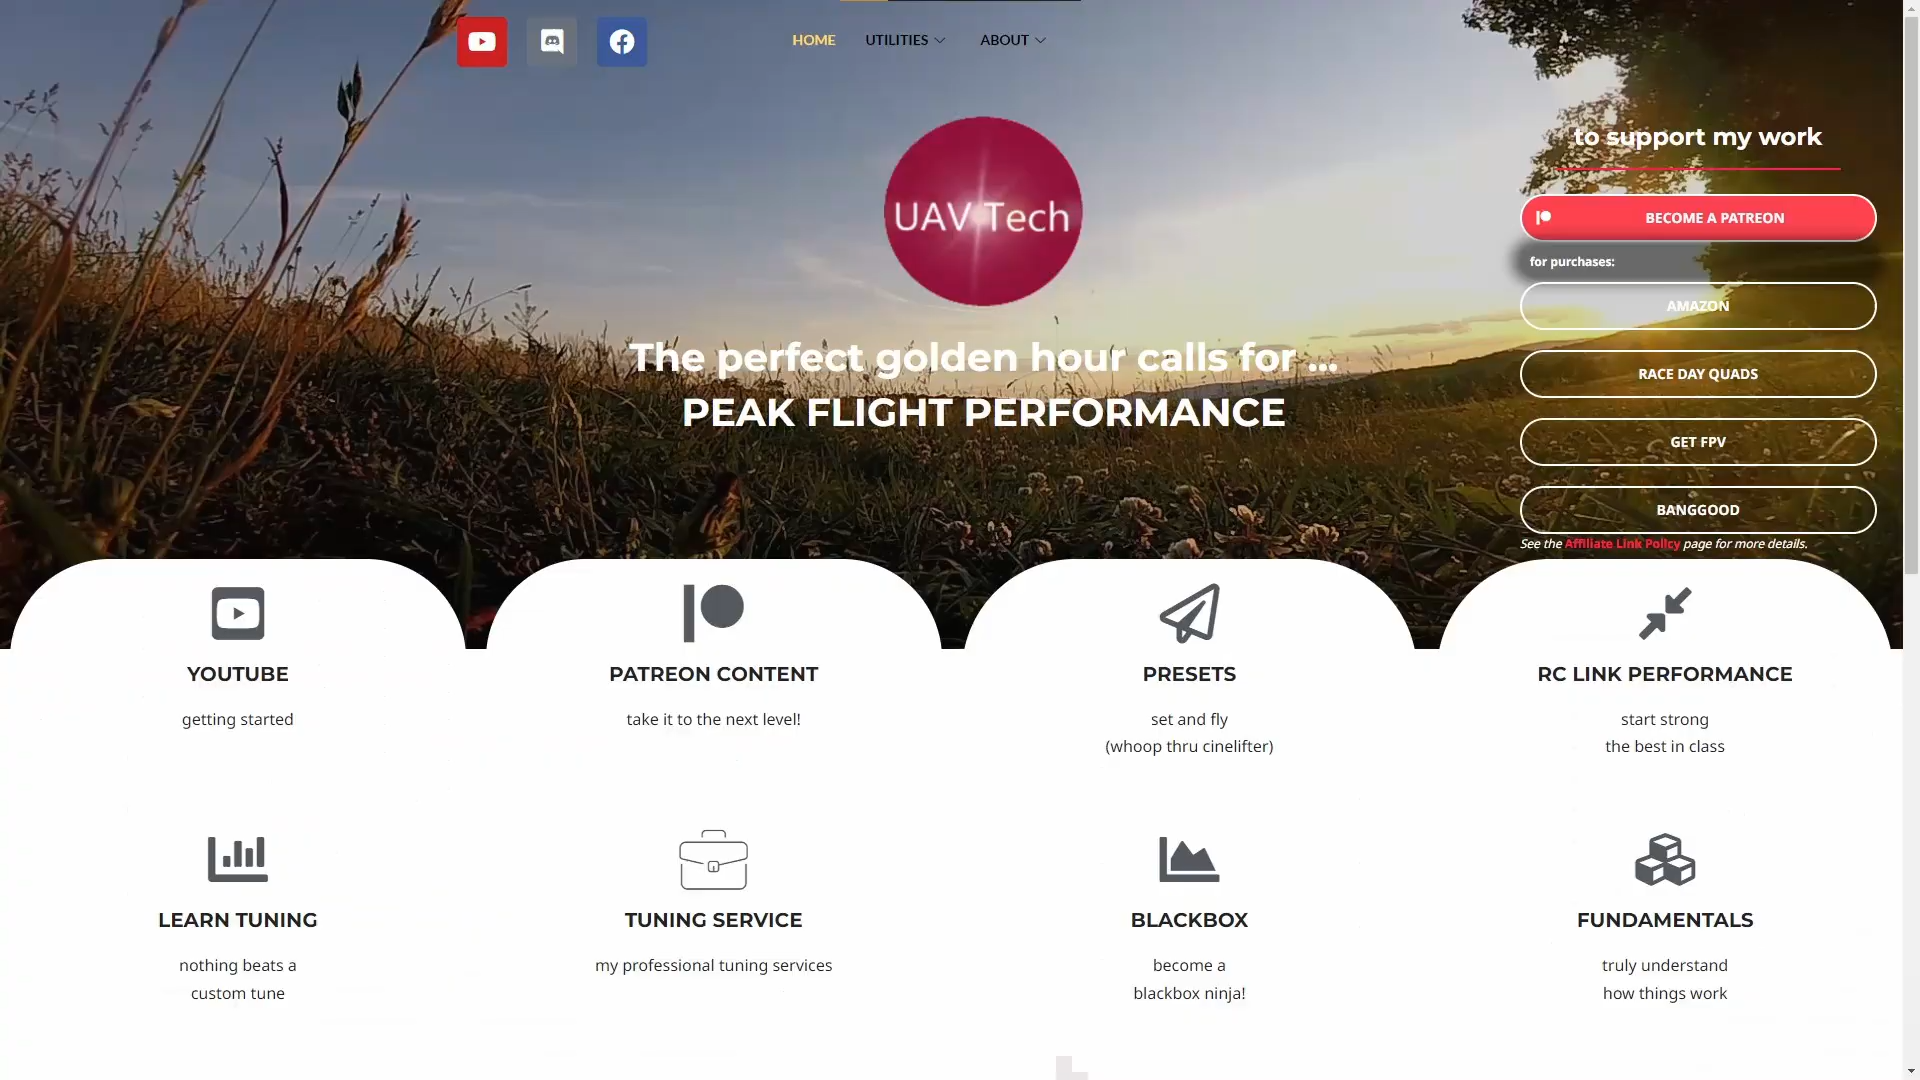 HOME
UTILITIES
ABOUT
UAV Tech
to support my work
BECOME A PATREON
for purchases:
AMAZON
RACE DAY QUADS
GET FPV
BANGGOOD
See the Affiliate Link Policy page for more details.
The perfect golden hour calls for ...
PEAK FLIGHT PERFORMANCE
YOUTUBE
getting started
PATREON CONTENT
take it to the next level!
PRESETS
set and fly
(whoop thru cinelifter)
RC LINK PERFORMANCE
start strong
the best in class
LEARN TUNING
nothing beats a
custom tune
TUNING SERVICE
my professional tuning services
BLACKBOX
become a
blackbox ninja!
FUNDAMENTALS
truly understand
how things work